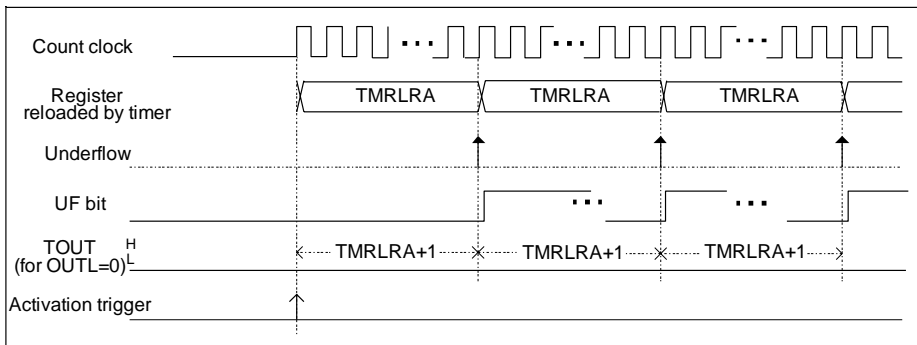 Count clock
Register
reloaded by timer
TMRLRA TMRLRA TMRLRA
Underflow
UF bit
TOUT H
(for OUTL=0) L
TMRLRA+1 TMRLRA+1 TMRLRA+1
Activation trigger